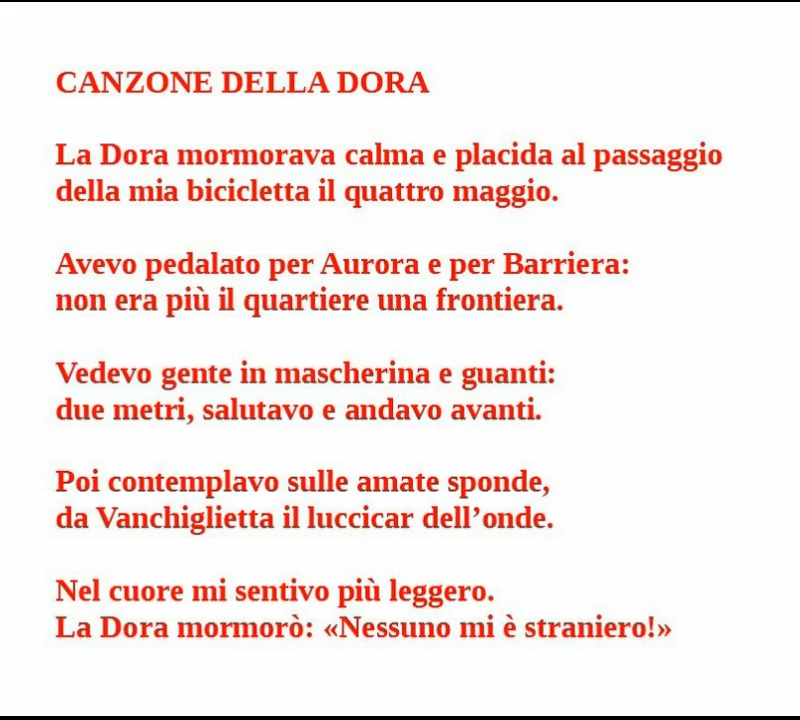 CANZONE DELLA DORA
La Dora mormorava calma e placida al passaggio
della mia bicicletta il quattro maggio.
Avevo pedalato per Aurora e per Barriera:
non era più il quartiere una frontiera.
Vedevo gente in mascherina e guanti:
due metri, salutavo e andavo avanti.
Poi contemplavo sulle amate sponde,
da Vanchiglietta il luccicar dell’onde.
Nel cuore mi sentivo più leggero.
La Dora mormorò: «Nessuno mi è straniero!»